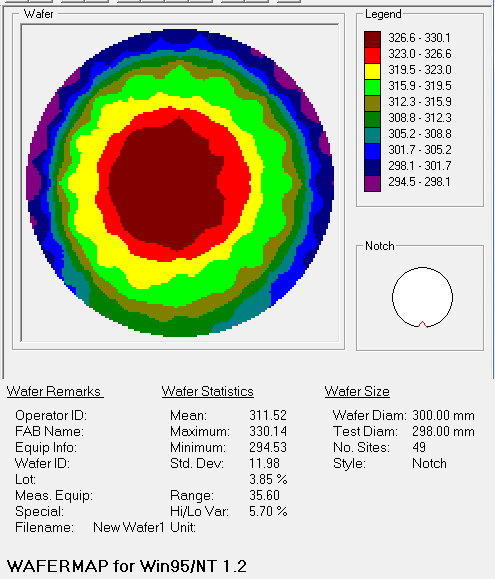 Wafer
Legend
326.6 - 330.1
323.0 - 326.6
319.5 - 323.0
315.9 - 319.5
312.3 - 315.9
308.8 - 312.3
305.2 - 308.8
301.7 - 305.2
298.1 - 301.7
294.5 - 298.1
Notch
Wafer Remarks Wafer Statistics Wafer Size
Operator ID: Mean: 311.52 Wafer Diam: 300.00 mm
FAB Name: Maximum: 330.14 Test Diam: 298.00 mm
Equip Info: Minimum: 294.53 No. Sites: 49
Wafer ID: Std. Dev: 11.98 Style: Notch
Lot: 3.85 %
Meas. Equip: Range: 35.60
Special: Hi/Lo Var: 5.70 %
Filename: New Wafer1 Unit:
WAFERMAP for Win95/NT 1.2